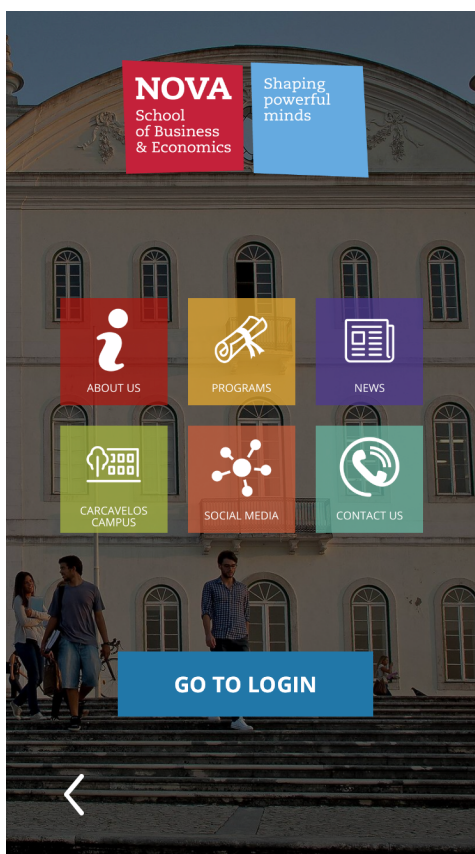 NOVA
School
of Business
& Economics
Shaping
powerful
minds
ABOUT US
PROGRAMS
NEWS
CARCAVELOS
CAMPUS
SOCIAL MEDIA
CONTACT US
GO TO LOGIN